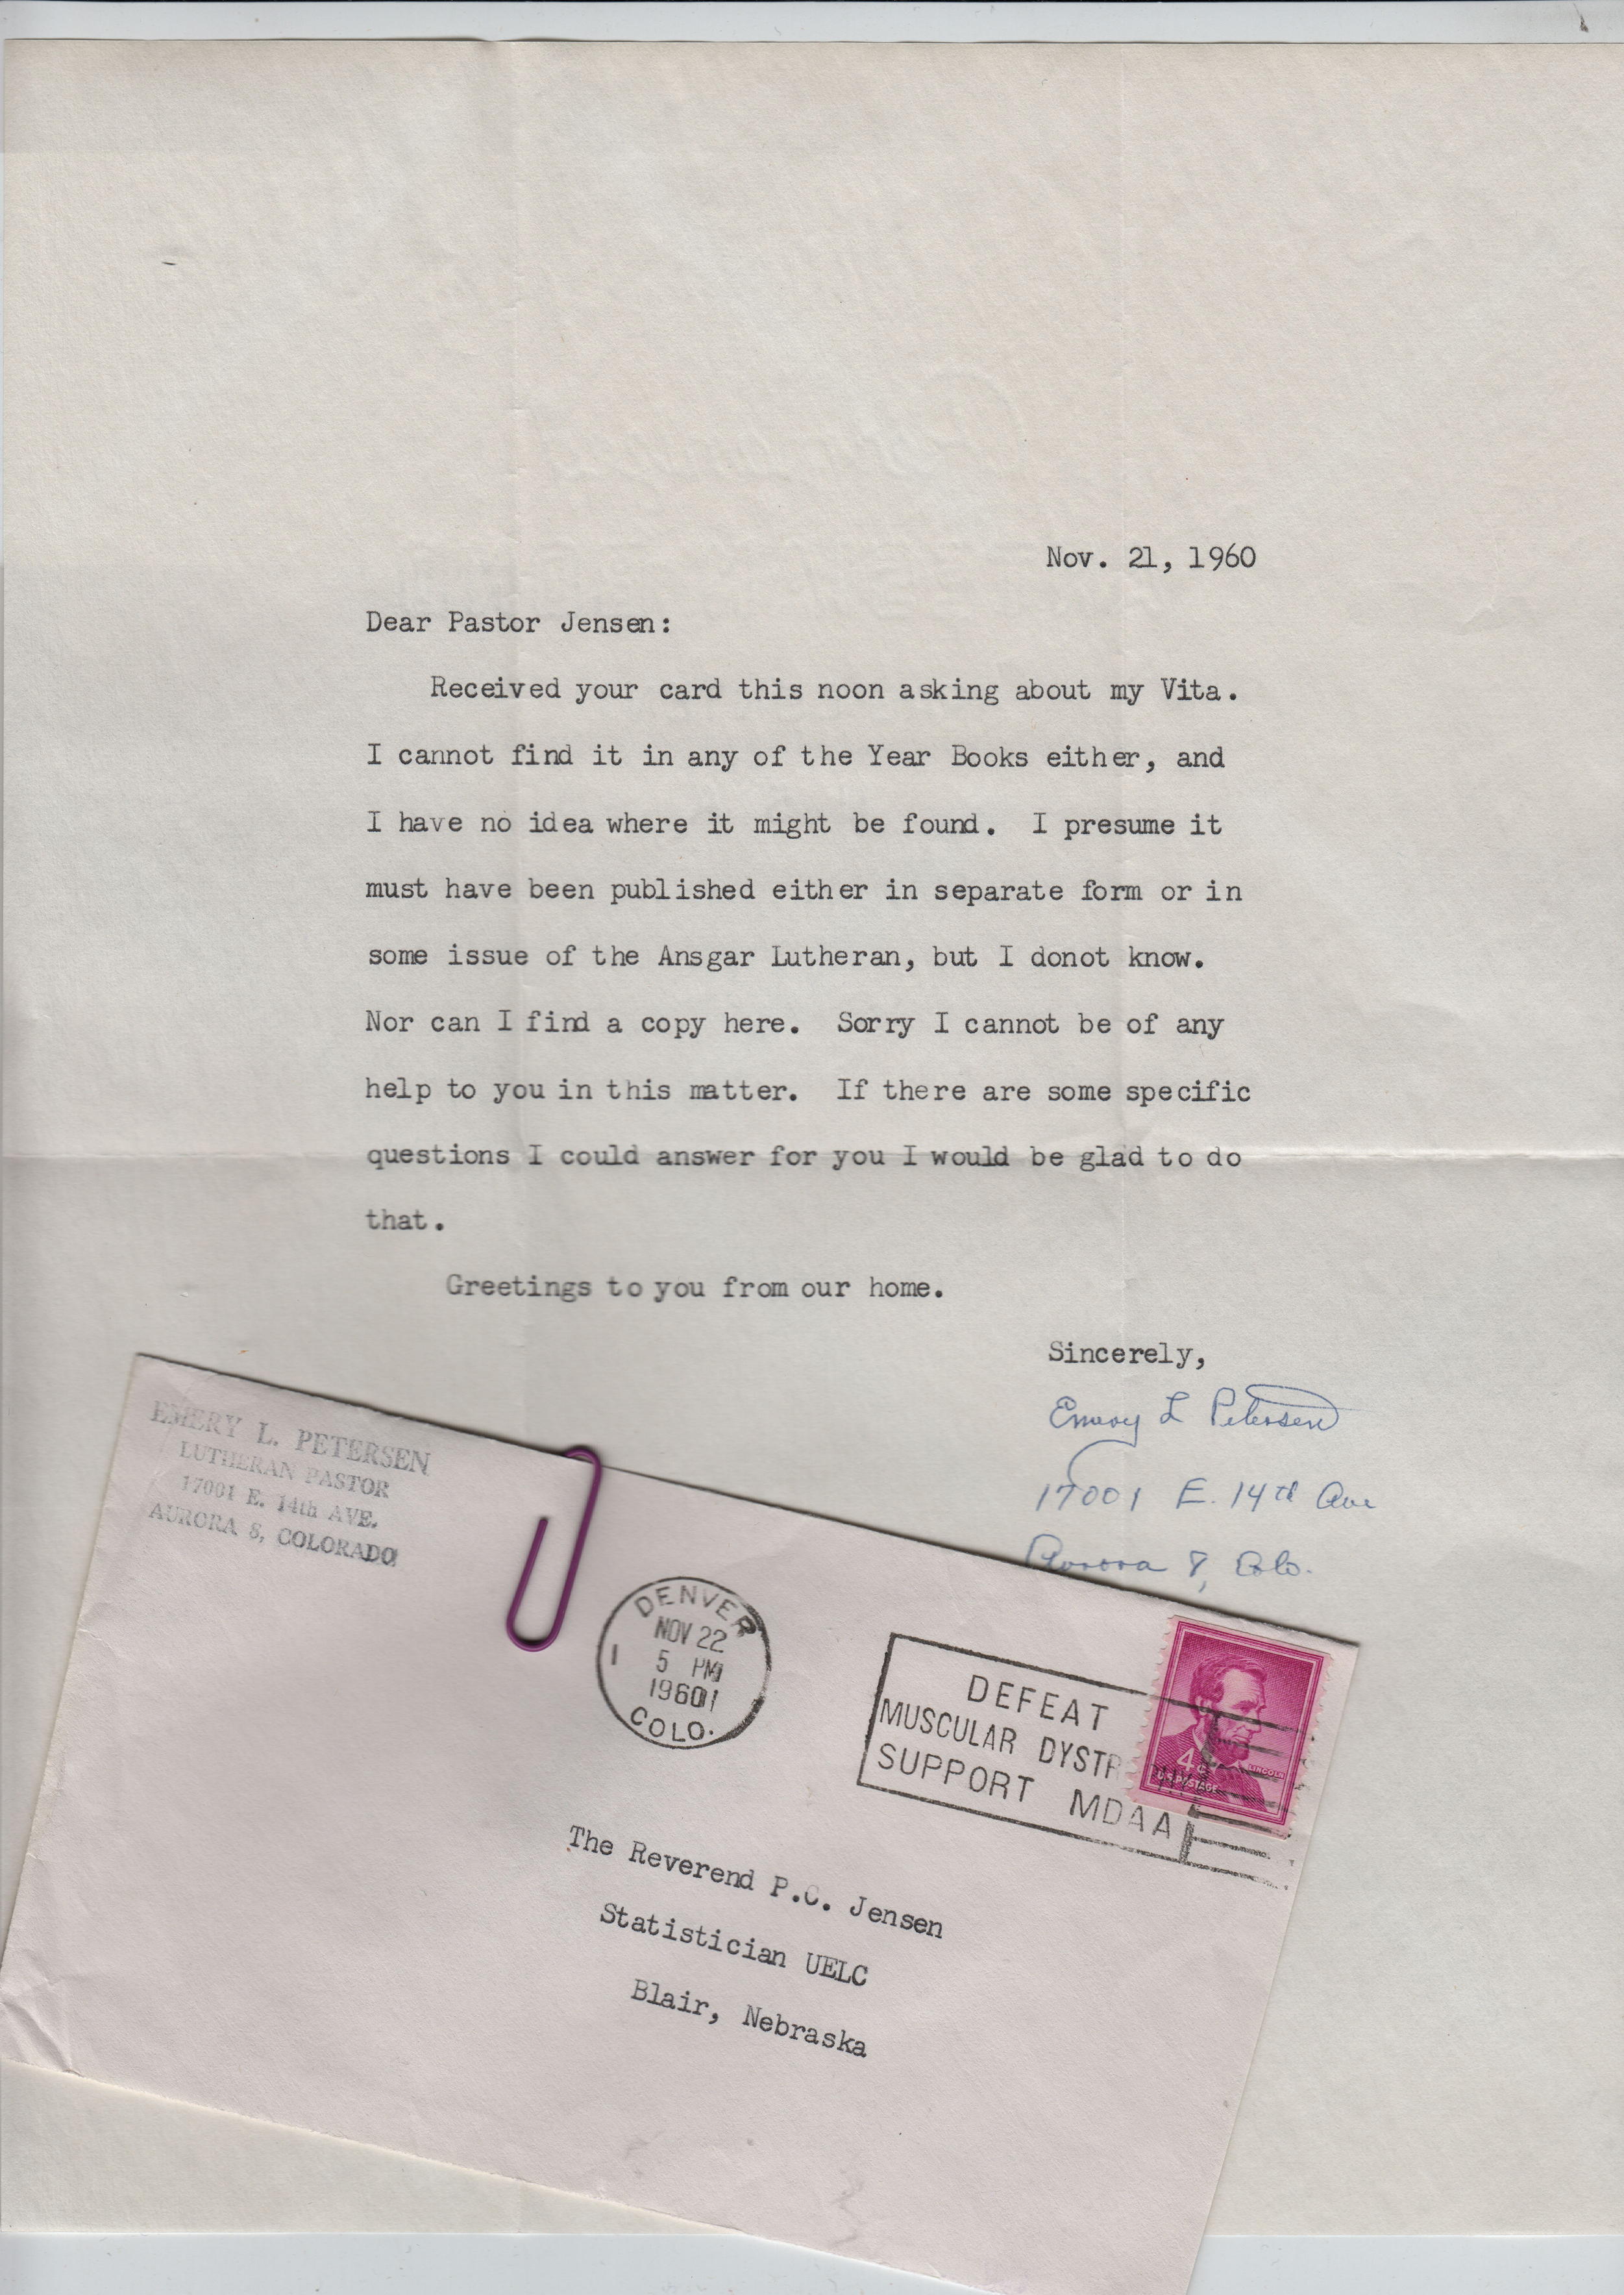 Nov. 21, 1960
Dear Pastor Jensen:
Received your card this noon asking about my Vita.
I cannot find it in any of the Year Books either, and
I have no idea where it might be found. I presume it
must have been published either in separate form or in
some issue of the Ansgar Lutheran, but I donot know.
Nor can I find a copy here. Sorry I cannot be of any
help to you in this matter. If there are some specific
questions I could answer for you I would be glad to do
that.
Greetings to you from our home.
Sincerely,
Emery L Petersen
17001 E. 14th Ave
Aurora 8, Colo.
EMERY L. PETERSEN
LUTHERAN PASTOR
17001 E. 14th AVE.
AURORA 8, COLORADO
DENVER
NOV 22
1 5 PM
1960
COLO.
DEFEAT
MUSCULAR DYSTR
SUPPORT MDAA
4¢
LINCOLN
U.S. POSTAGE
The Reverend P.C. Jensen
Statistician UELC
Blair, Nebraska